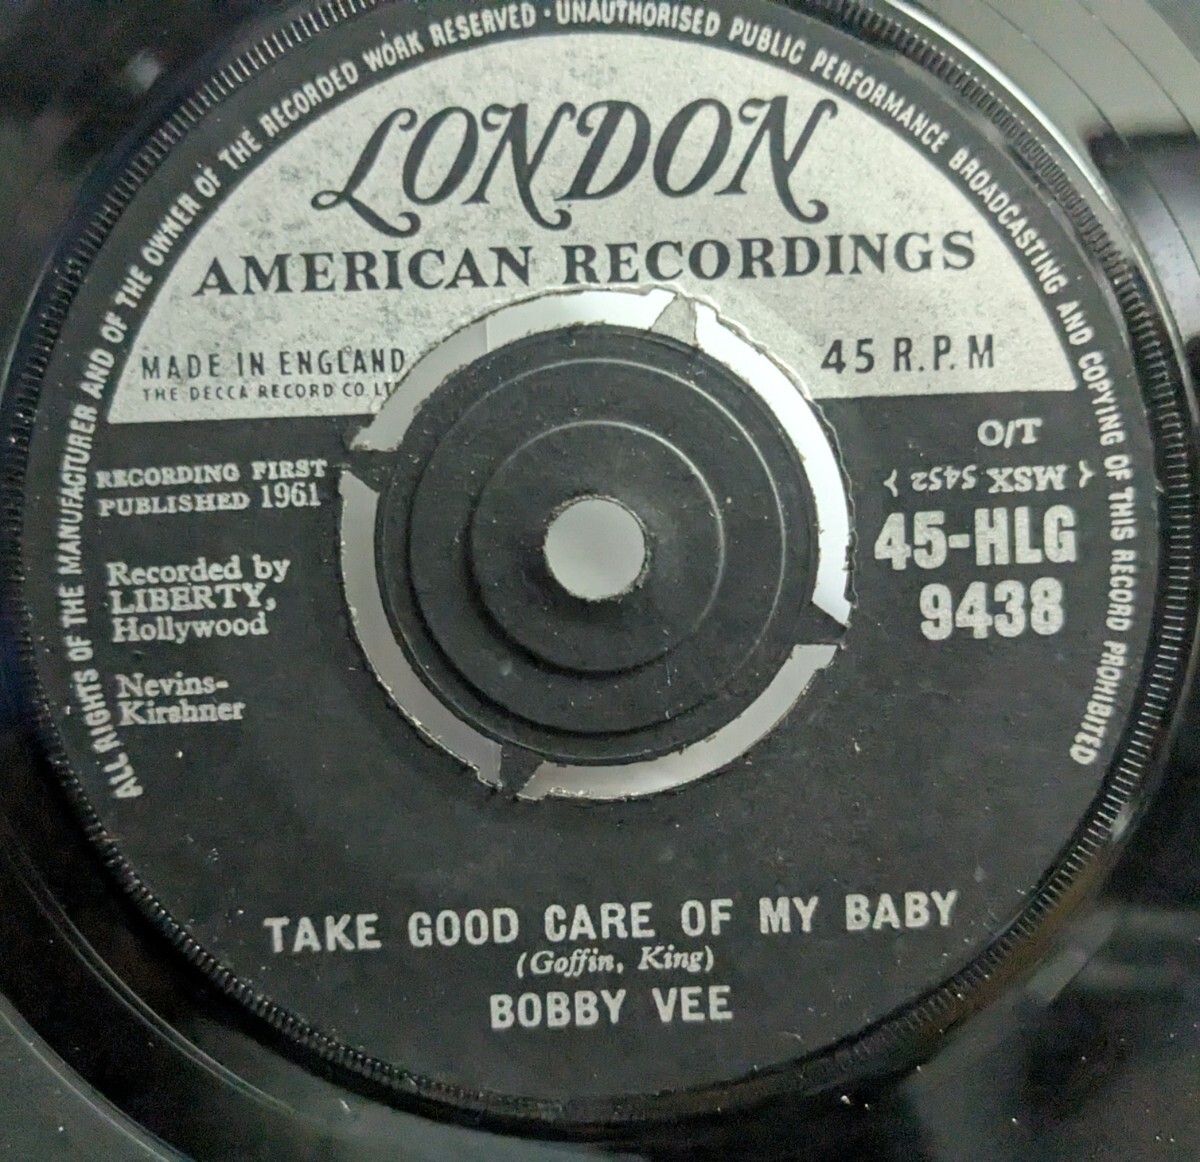 ALL RIGHTS OF THE MANUFACTURER AND OF THE OWNER OF THE RECORDED WORK RESERVED · UNAUTHORISED PUBLIC PERFORMANCE BROADCASTING AND COPYING OF THIS RECORD PROHIBITED
LONDON
AMERICAN RECORDINGS
MADE IN ENGLAND
THE DECCA RECORD CO. LT
45 R.P.M
O/T
RECORDING FIRST
PUBLISHED 1961
( MSX 5452 )
45-HLG
9438
Recorded by
LIBERTY,
Hollywood
Nevins-
Kirshner
TAKE GOOD CARE OF MY BABY
(Goffin, King)
BOBBY VEE